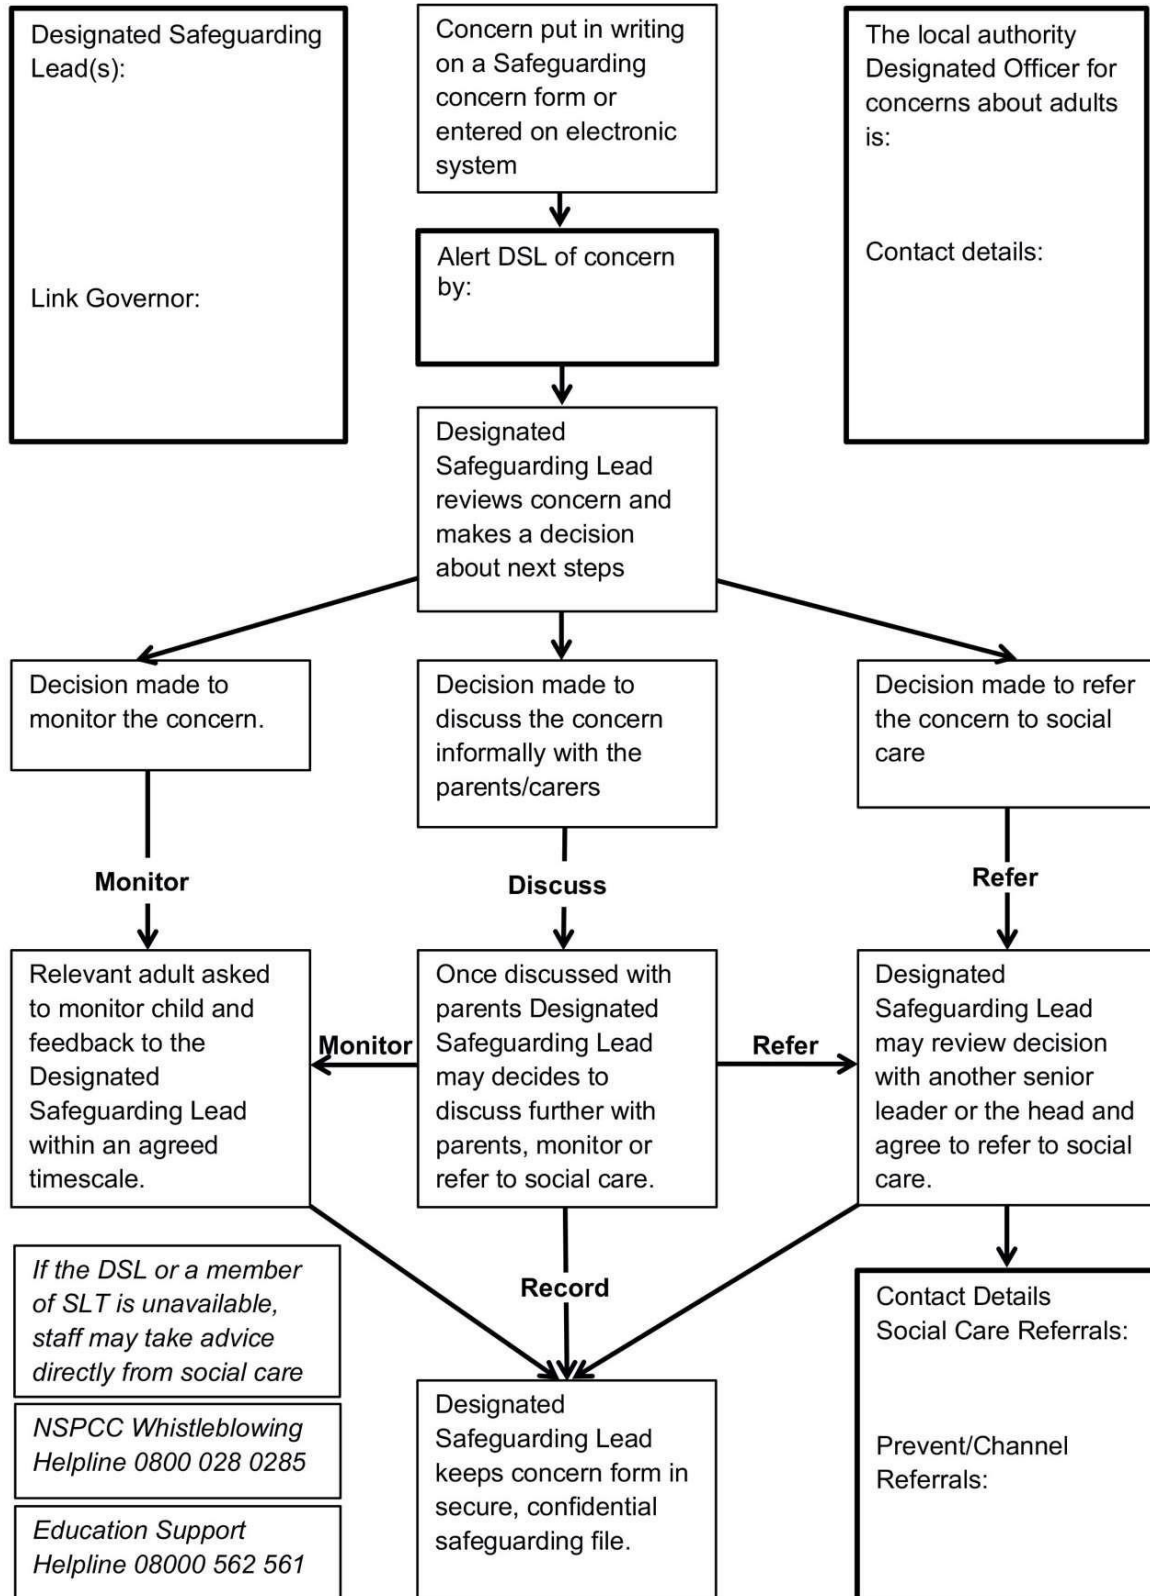 Designated Safeguarding
Lead(s):
Link Governor:
Concern put in writing
on a Safeguarding
concern form or
entered on electronic
system
The local authority
Designated Officer for
concerns about adults
is:
Contact details:
Alert DSL of concern
by:
Designated
Safeguarding Lead
reviews concern and
makes a decision
about next steps
Decision made to
monitor the concern.
Decision made to
discuss the concern
informally with the
parents/carers
Decision made to refer
the concern to social
care
Monitor
Discuss
Refer
Relevant adult asked
to monitor child and
feedback to the
Designated
Safeguarding Lead
within an agreed
timescale.
Monitor
Once discussed with
parents Designated
Safeguarding Lead
may decides to
discuss further with
parents, monitor or
refer to social care.
Refer
Designated
Safeguarding Lead
may review decision
with another senior
leader or the head and
agree to refer to social
care.
If the DSL or a member
of SLT is unavailable,
staff may take advice
directly from social care
NSPCC Whistleblowing
Helpline 0800 028 0285
Education Support
Helpline 08000 562 561
Record
Designated
Safeguarding Lead
keeps concern form in
secure, confidential
safeguarding file.
Contact Details
Social Care Referrals:
Prevent/Channel
Referrals: